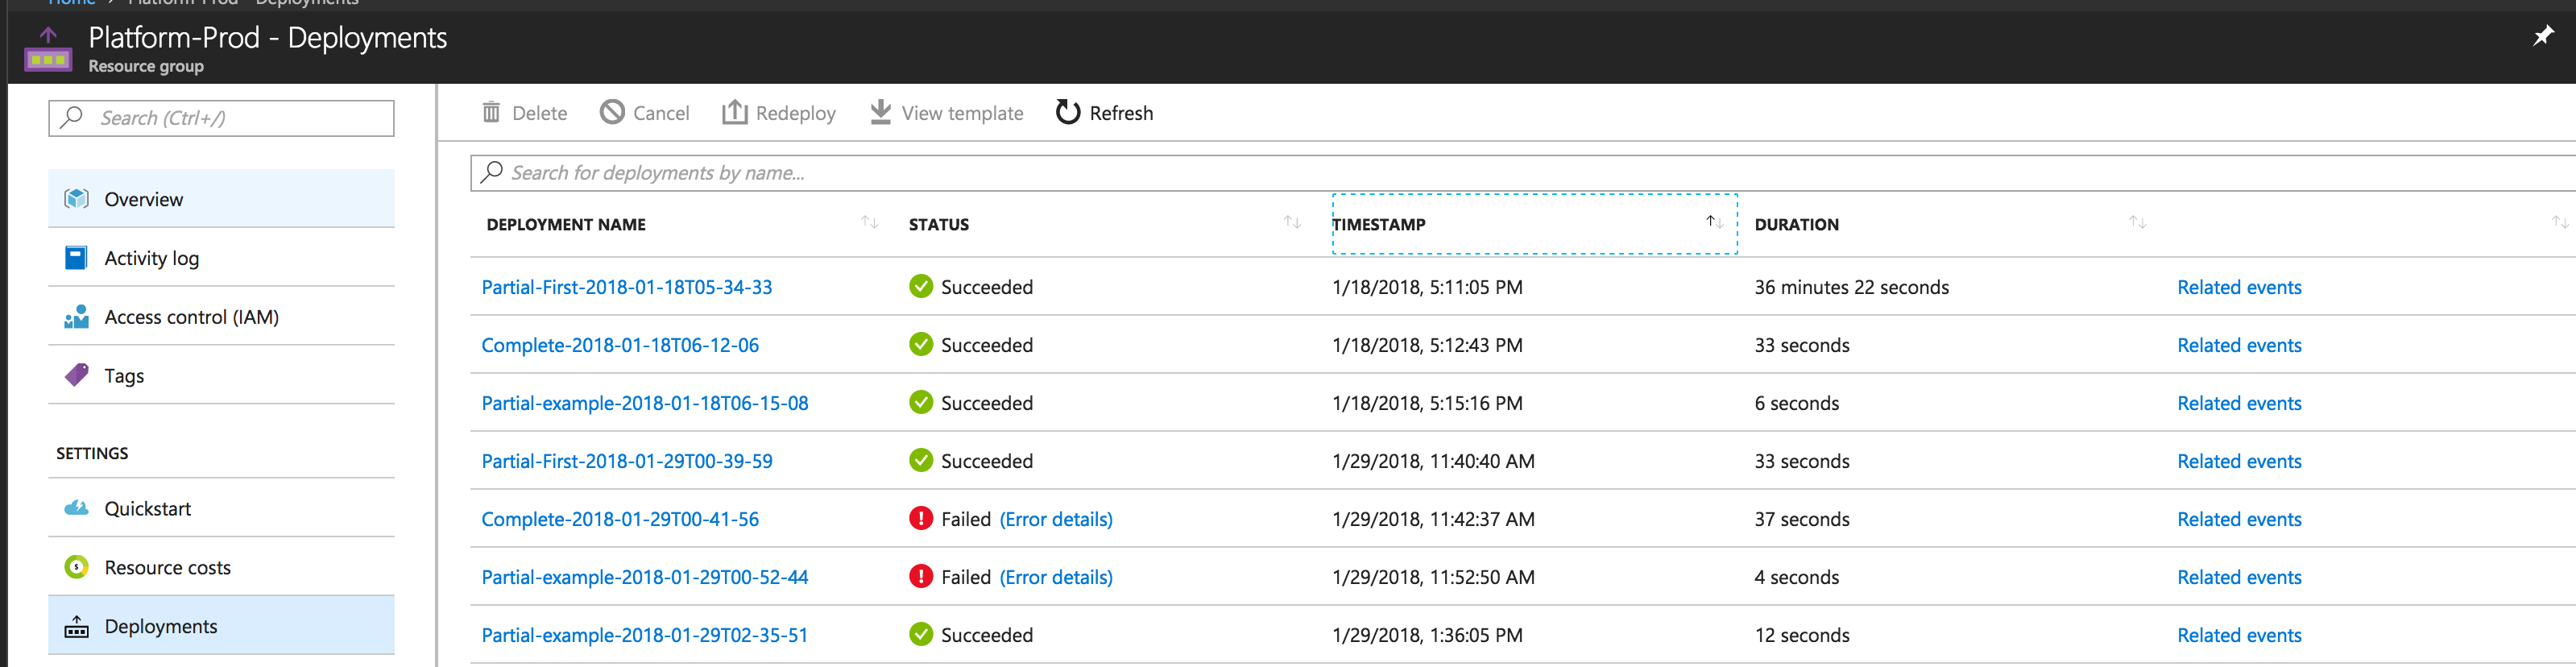 Home > Platform-Prod - Deployments
Platform-Prod - Deployments
Resource group
Search (Ctrl+/)
Overview
Activity log
Access control (IAM)
Tags
SETTINGS
Quickstart
Resource costs
Deployments
Delete Cancel Redeploy View template Refresh
Search for deployments by name...
DEPLOYMENT NAME STATUS TIMESTAMP DURATION
Partial-First-2018-01-18T05-34-33 Succeeded 1/18/2018, 5:11:05 PM 36 minutes 22 seconds Related events
Complete-2018-01-18T06-12-06 Succeeded 1/18/2018, 5:12:43 PM 33 seconds Related events
Partial-example-2018-01-18T06-15-08 Succeeded 1/18/2018, 5:15:16 PM 6 seconds Related events
Partial-First-2018-01-29T00-39-59 Succeeded 1/29/2018, 11:40:40 AM 33 seconds Related events
Complete-2018-01-29T00-41-56 Failed (Error details) 1/29/2018, 11:42:37 AM 37 seconds Related events
Partial-example-2018-01-29T00-52-44 Failed (Error details) 1/29/2018, 11:52:50 AM 4 seconds Related events
Partial-example-2018-01-29T02-35-51 Succeeded 1/29/2018, 1:36:05 PM 12 seconds Related events